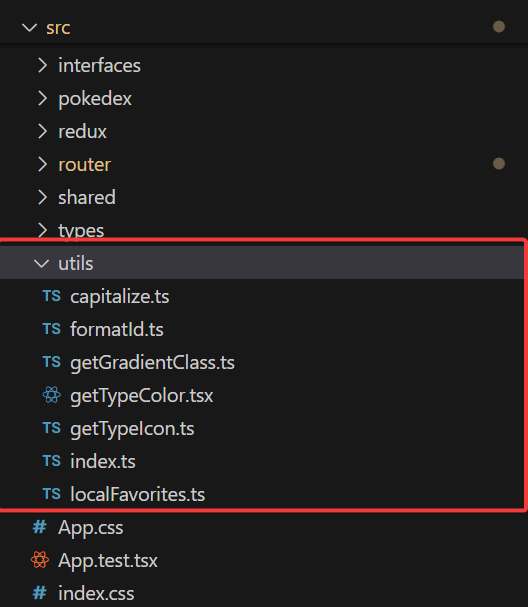 src
interfaces
pokedex
redux
router
shared
types
utils
TS capitalize.ts
TS formatId.ts
TS getGradientClass.ts
getTypeColor.tsx
TS getTypeIcon.ts
TS index.ts
TS localFavorites.ts
# App.css
App.test.tsx
# index.css